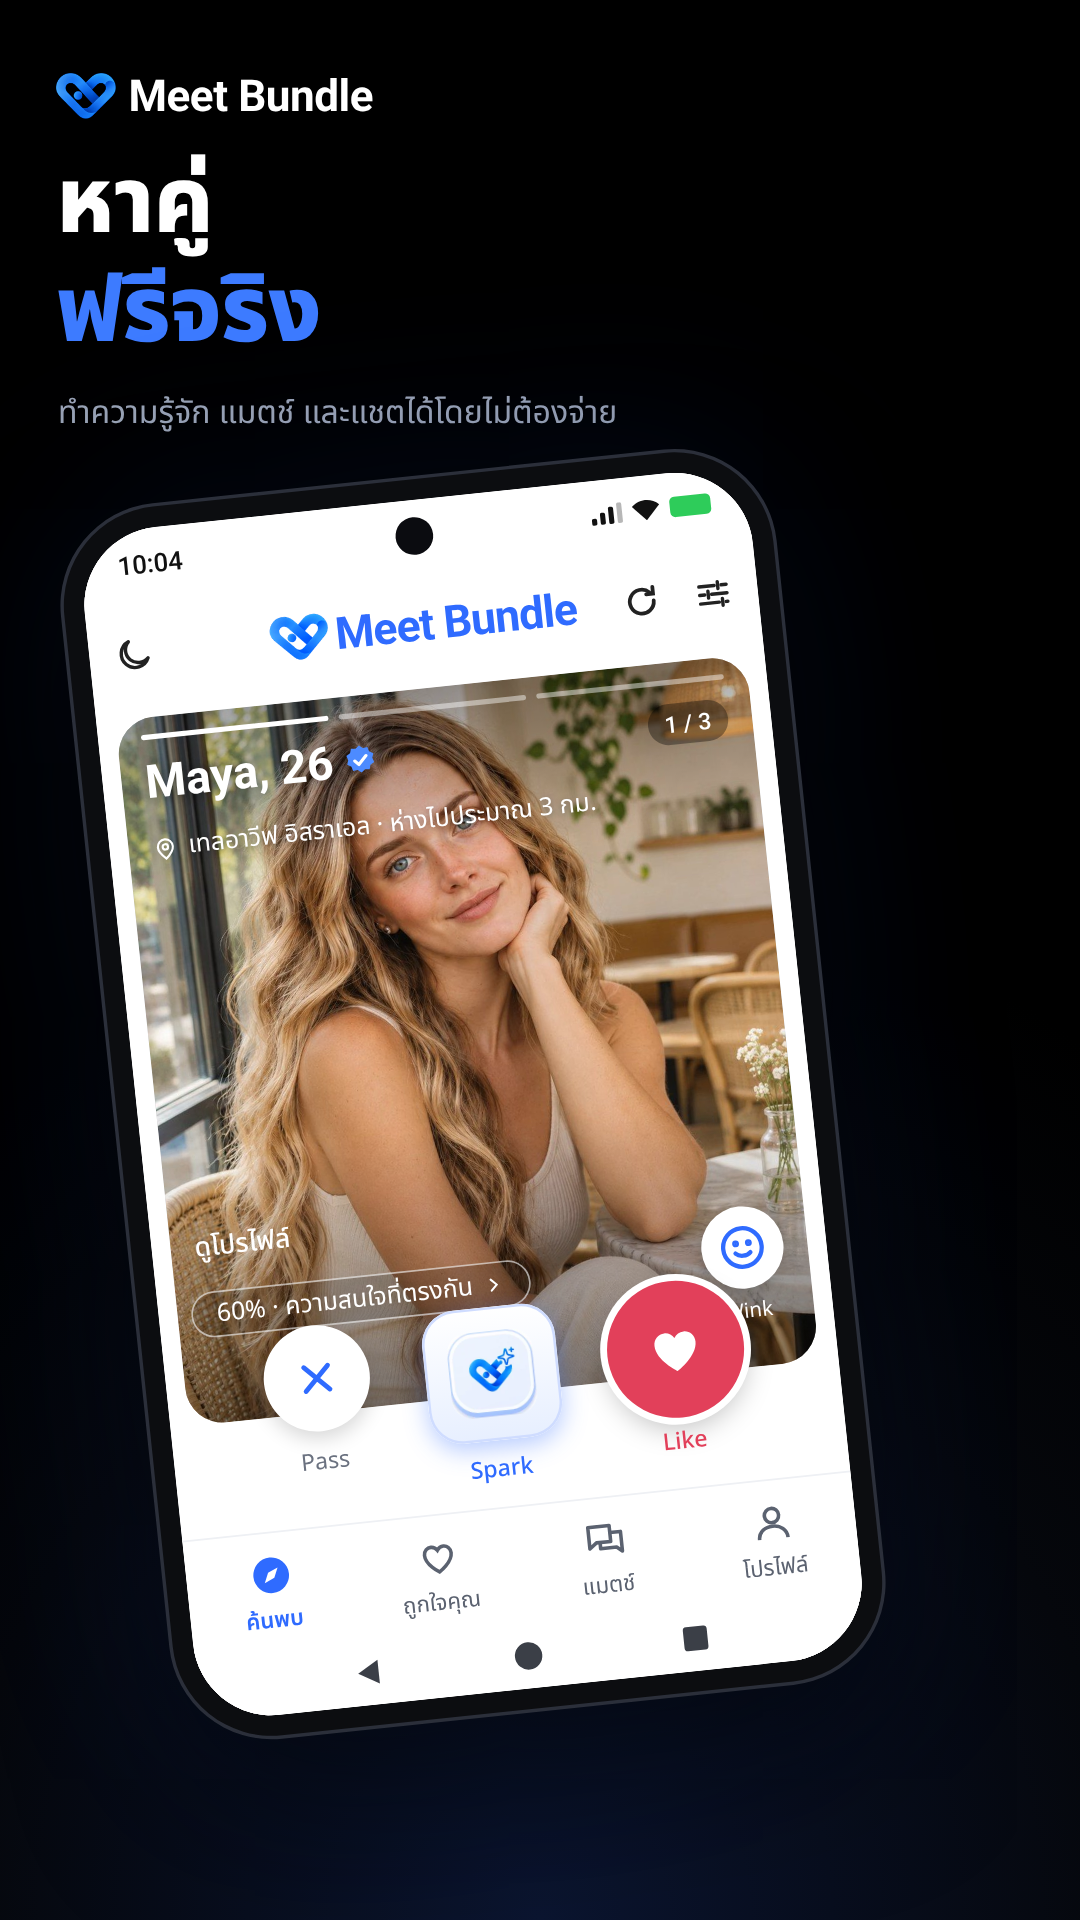 Meet Bundle
หาคู่
ฟรีจริง
ทำความรู้จัก แมตช์ และแชตได้โดยไม่ต้องจ่าย
10:04
Meet Bundle
1 / 3
Maya, 26
เทลอาวีฟ อิสราเอล · ห่างไปประมาณ 3 กม.
ดูโปรไฟล์
60% · ความสนใจที่ตรงกัน
Pass
Spark
Like
ค้นพบ
ถูกใจคุณ
แมตช์
โปรไฟล์